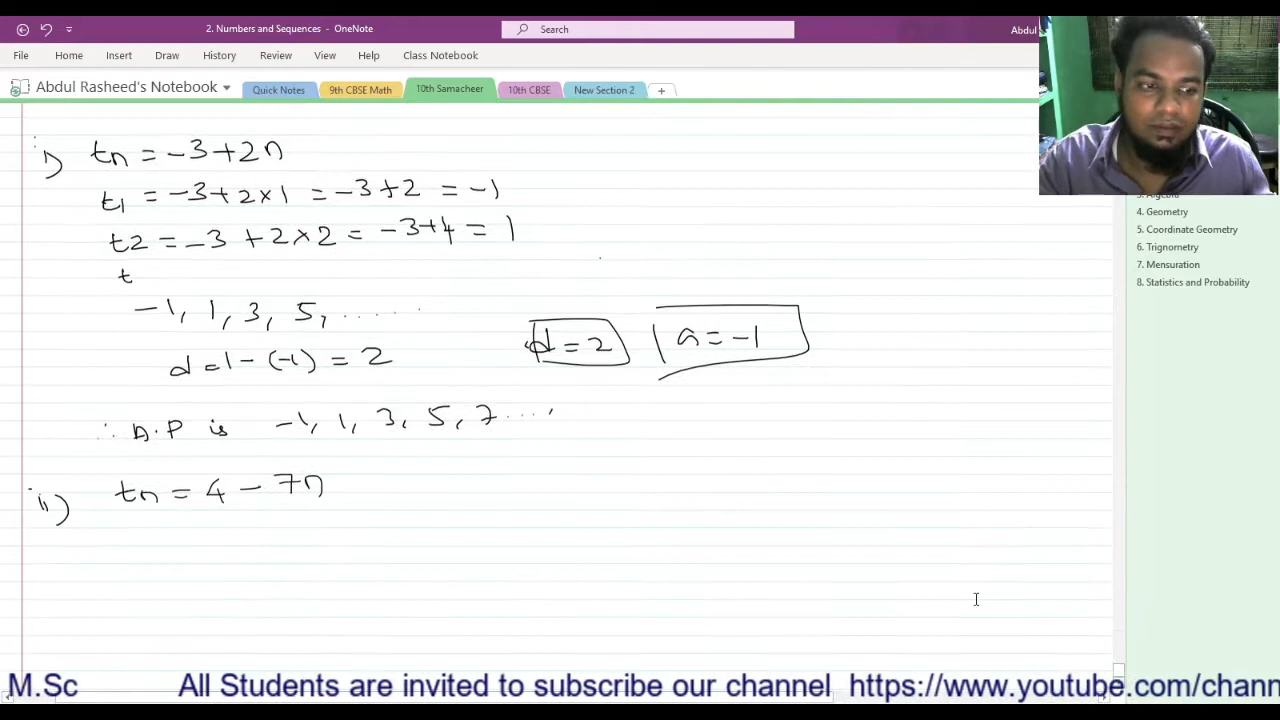 2. Numbers and Sequences - OneNote
Search
Abdul
File Home Insert Draw History Review View Help Class Notebook
Abdul Rasheed's Notebook
Quick Notes 9th CBSE Math 10th Samacheer 10th CBSE New Section 2 +
i) tn = -3+2n
t1 = -3+2×1 = -3+2 = -1
t2 = -3 +2×2 = -3+4 = 1
t
-1, 1, 3, 5, ......
d = 2 a = -1
d = 1 - (-1) = 2
∴ A.P is -1, 1, 3, 5, 7 ....,
ii) tn = 4 - 7n
3. Algebra
4. Geometry
5. Coordinate Geometry
6. Trignometry
7. Mensuration
8. Statistics and Probability
M.Sc All Students are invited to subscribe our channel https://www.youtube.com/chann